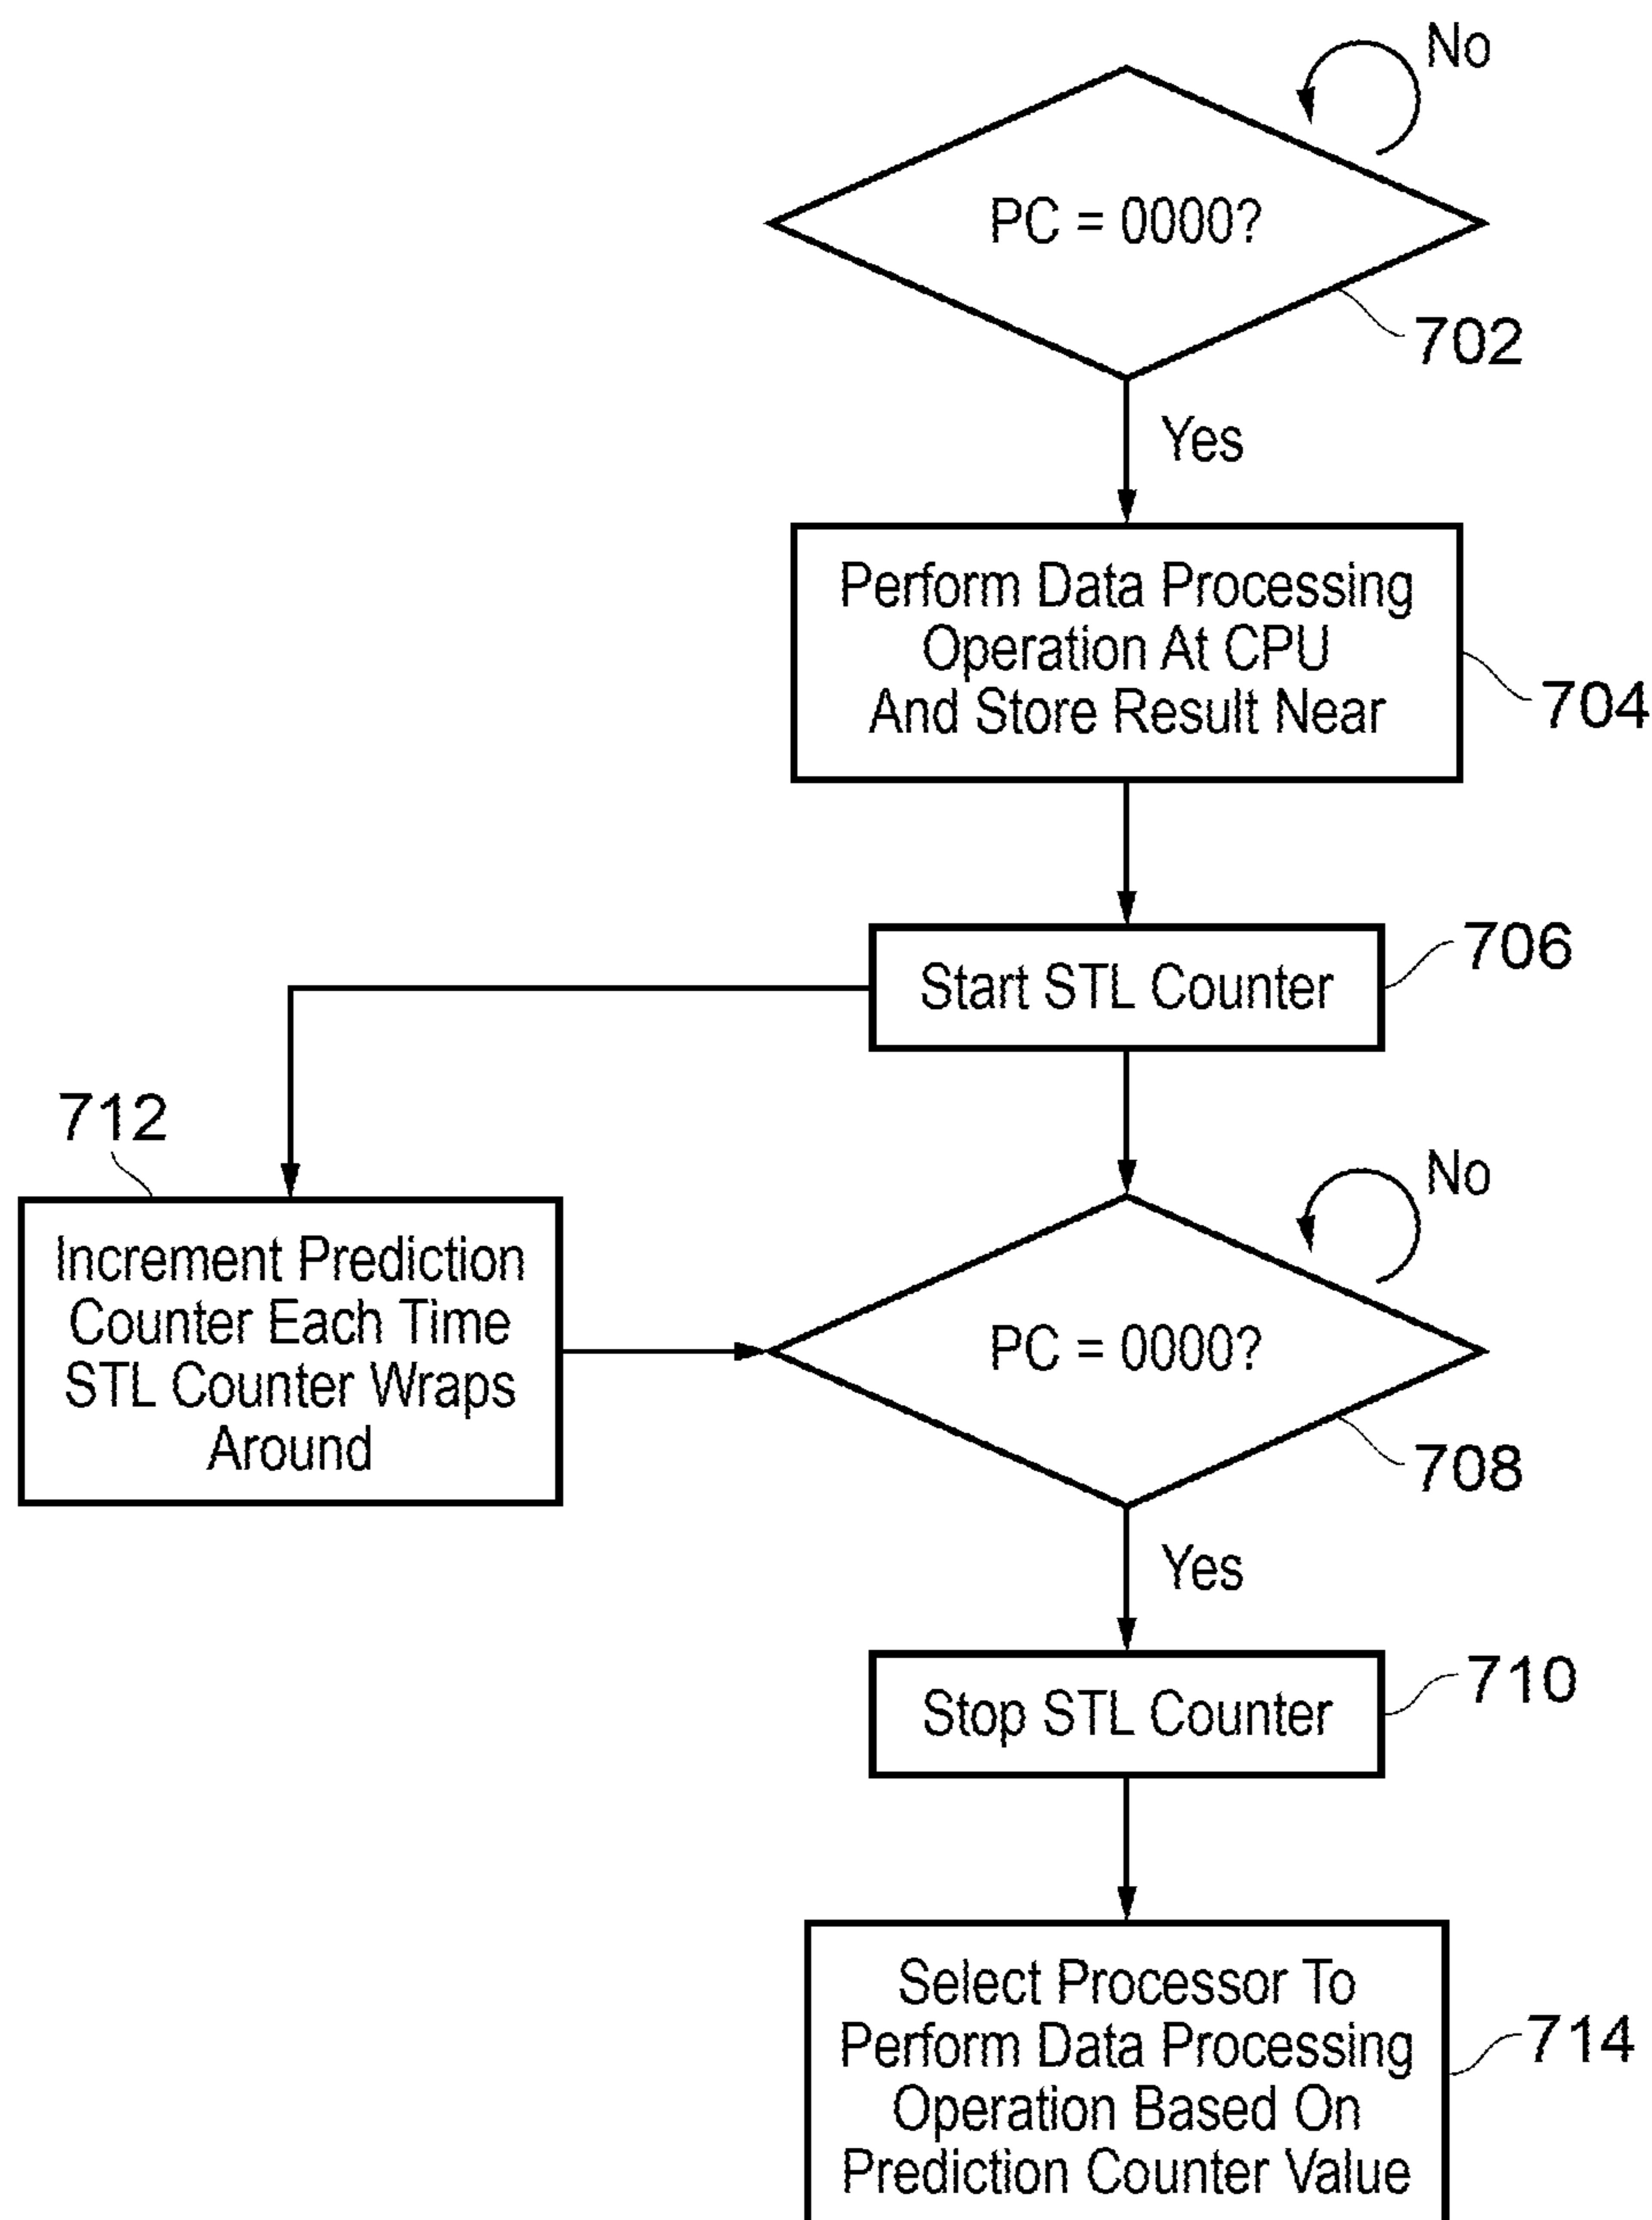 No
PC = 0000?
702
Yes
Perform Data Processing
Operation At CPU
And Store Result Near
704
706
Start STL Counter
712
Increment Prediction
Counter Each Time
STL Counter Wraps
Around
No
PC = 0000?
708
Yes
710
Stop STL Counter
Select Processor To
Perform Data Processing
Operation Based On
Prediction Counter Value
714